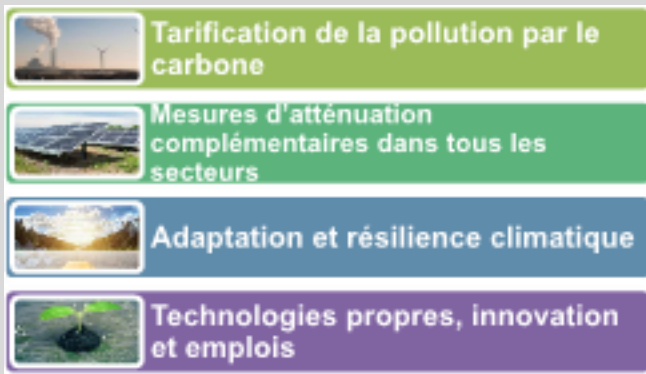 Tarification de la pollution par le
carbone
Mesures d'atténuation
complémentaires dans tous les
secteurs
Adaptation et résilience climatique
Technologies propres, innovation
et emplois